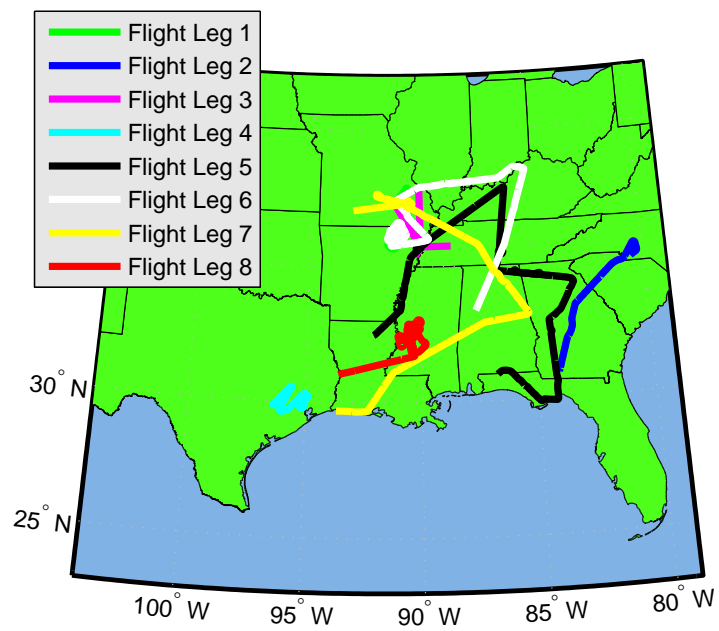 Flight Leg 1
Flight Leg 2
Flight Leg 3
Flight Leg 4
Flight Leg 5
Flight Leg 6
Flight Leg 7
Flight Leg 8
30° N
25° N
100° W
95° W
90° W
85° W
80° W